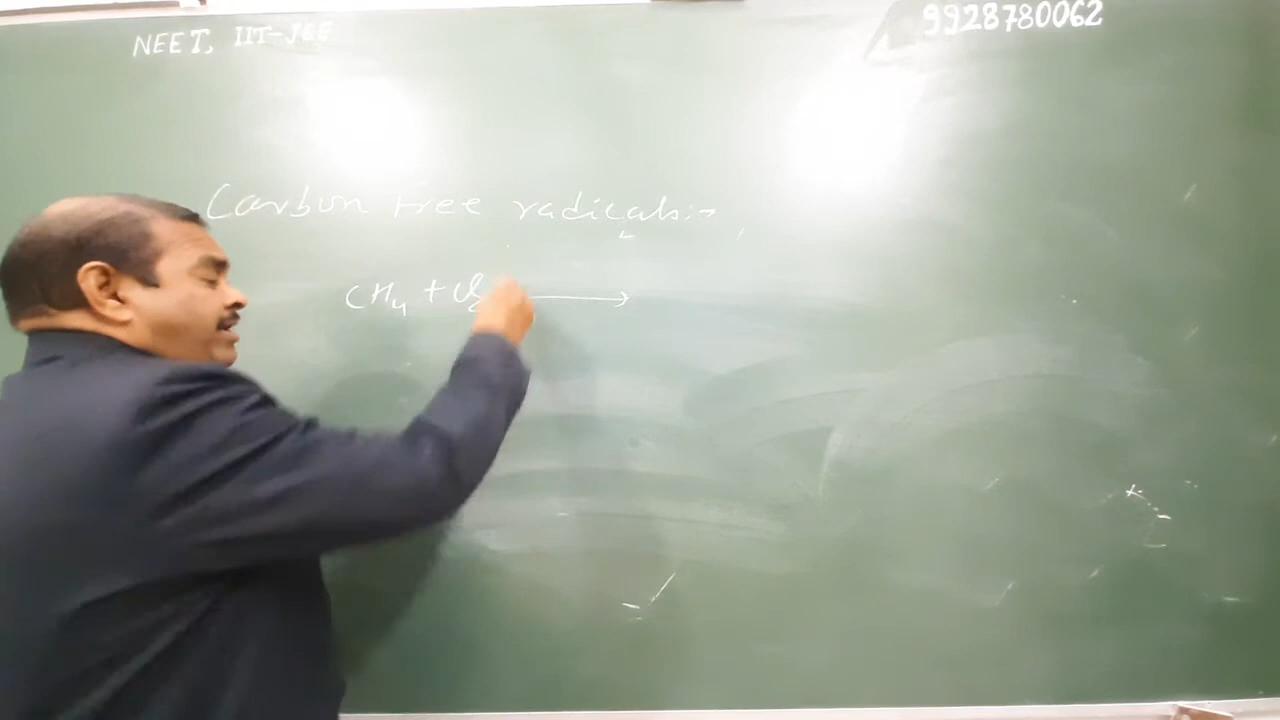 NEET, IIT-JEE
9928780062
Carbon free radicals:→
CH₄ + Cl₂ ⟶